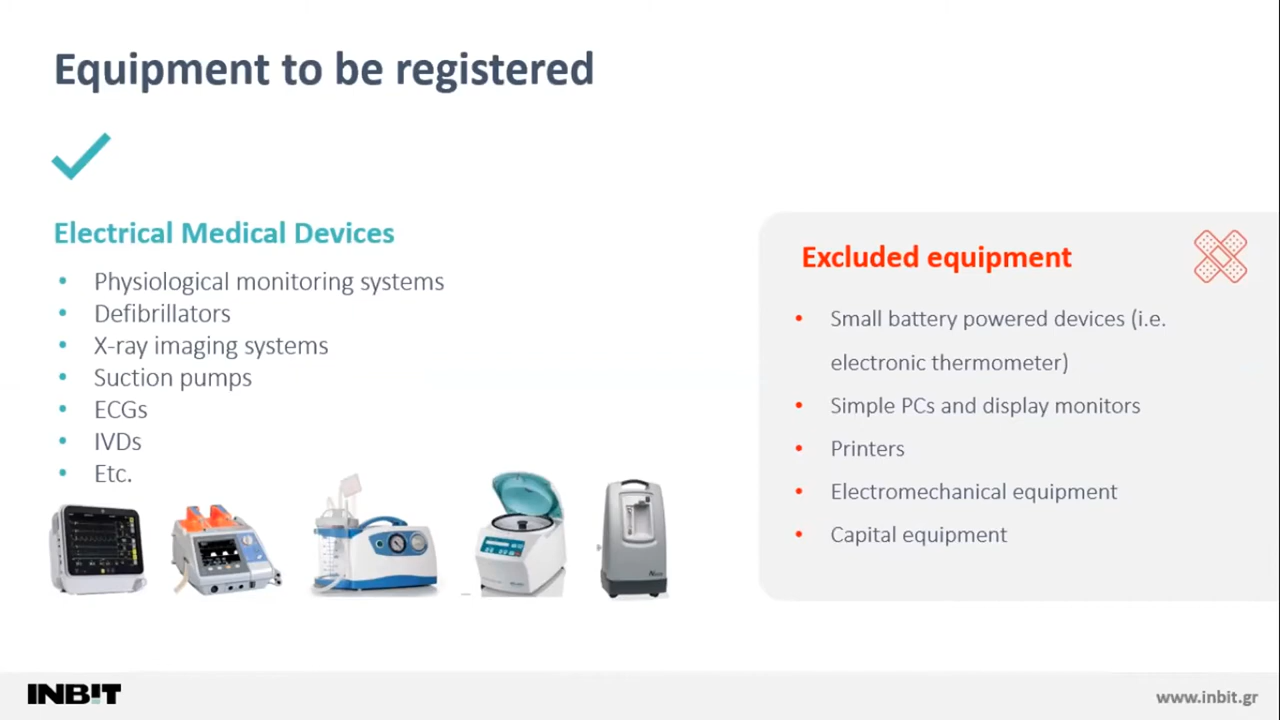 Equipment to be registered
Electrical Medical Devices
• Physiological monitoring systems
• Defibrillators
• X-ray imaging systems
• Suction pumps
• ECGs
• IVDs
• Etc.
Excluded equipment
• Small battery powered devices (i.e.
electronic thermometer)
• Simple PCs and display monitors
• Printers
• Electromechanical equipment
• Capital equipment
INBIT
www.inbit.gr